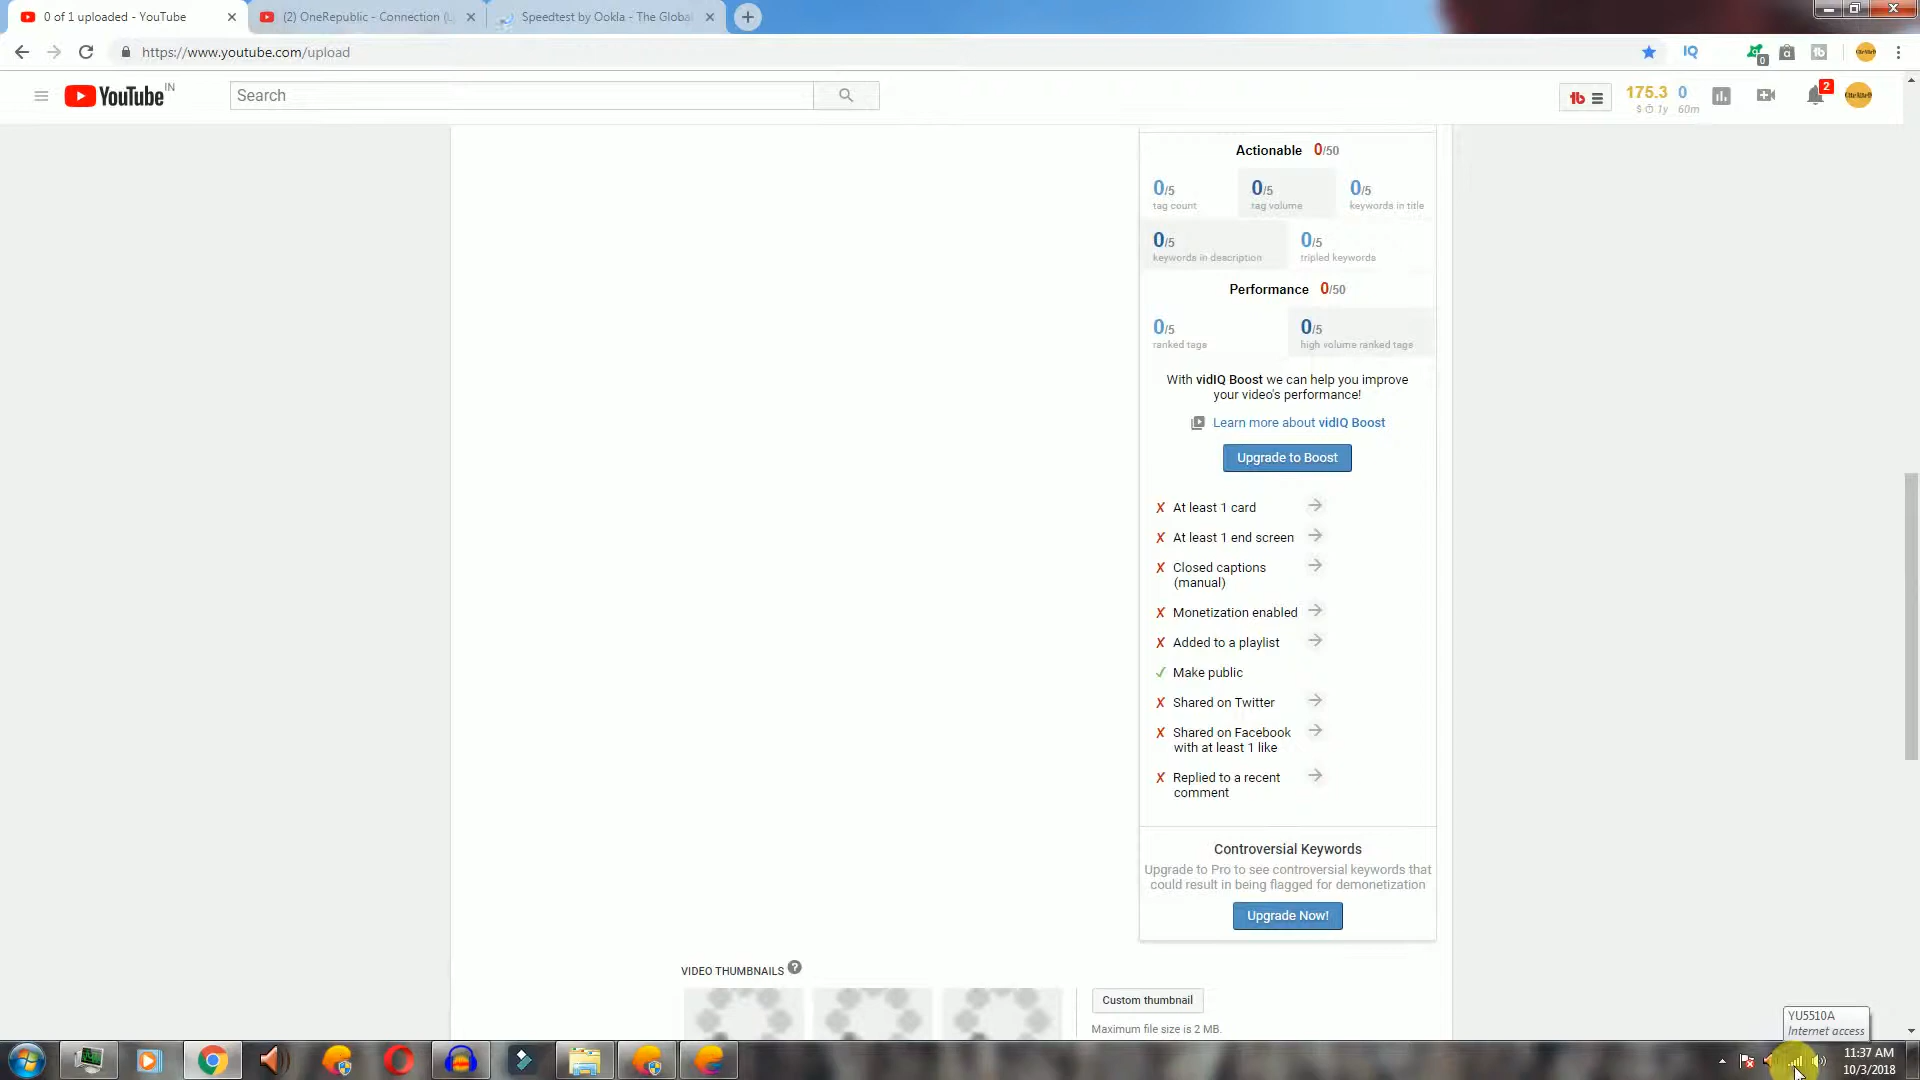 0 of 1 uploaded - YouTube
(2) OneRepublic - Connection (
Speedtest by Ookla - The Global
https://www.youtube.com/upload
IQ
0
YouTube IN
Search
175.3 0
1y 60m
2
Actionable 0/50
0/5 0/5 0/5
tag count tag volume keywords in title
0/5 0/5
keywords in description tripled keywords
Performance 0/50
0/5 0/5
ranked tags high volume ranked tags
With vidIQ Boost we can help you improve
your video's performance!
Learn more about vidIQ Boost
Upgrade to Boost
X At least 1 card →
X At least 1 end screen →
X Closed captions →
(manual)
X Monetization enabled →
X Added to a playlist →
✓ Make public
X Shared on Twitter →
X Shared on Facebook →
with at least 1 like
X Replied to a recent →
comment
Controversial Keywords
Upgrade to Pro to see controversial keywords that
could result in being flagged for demonetization
Upgrade Now!
VIDEO THUMBNAILS ?
Custom thumbnail
Maximum file size is 2 MB.
YU5510A
Internet access
11:37 AM
10/3/2018